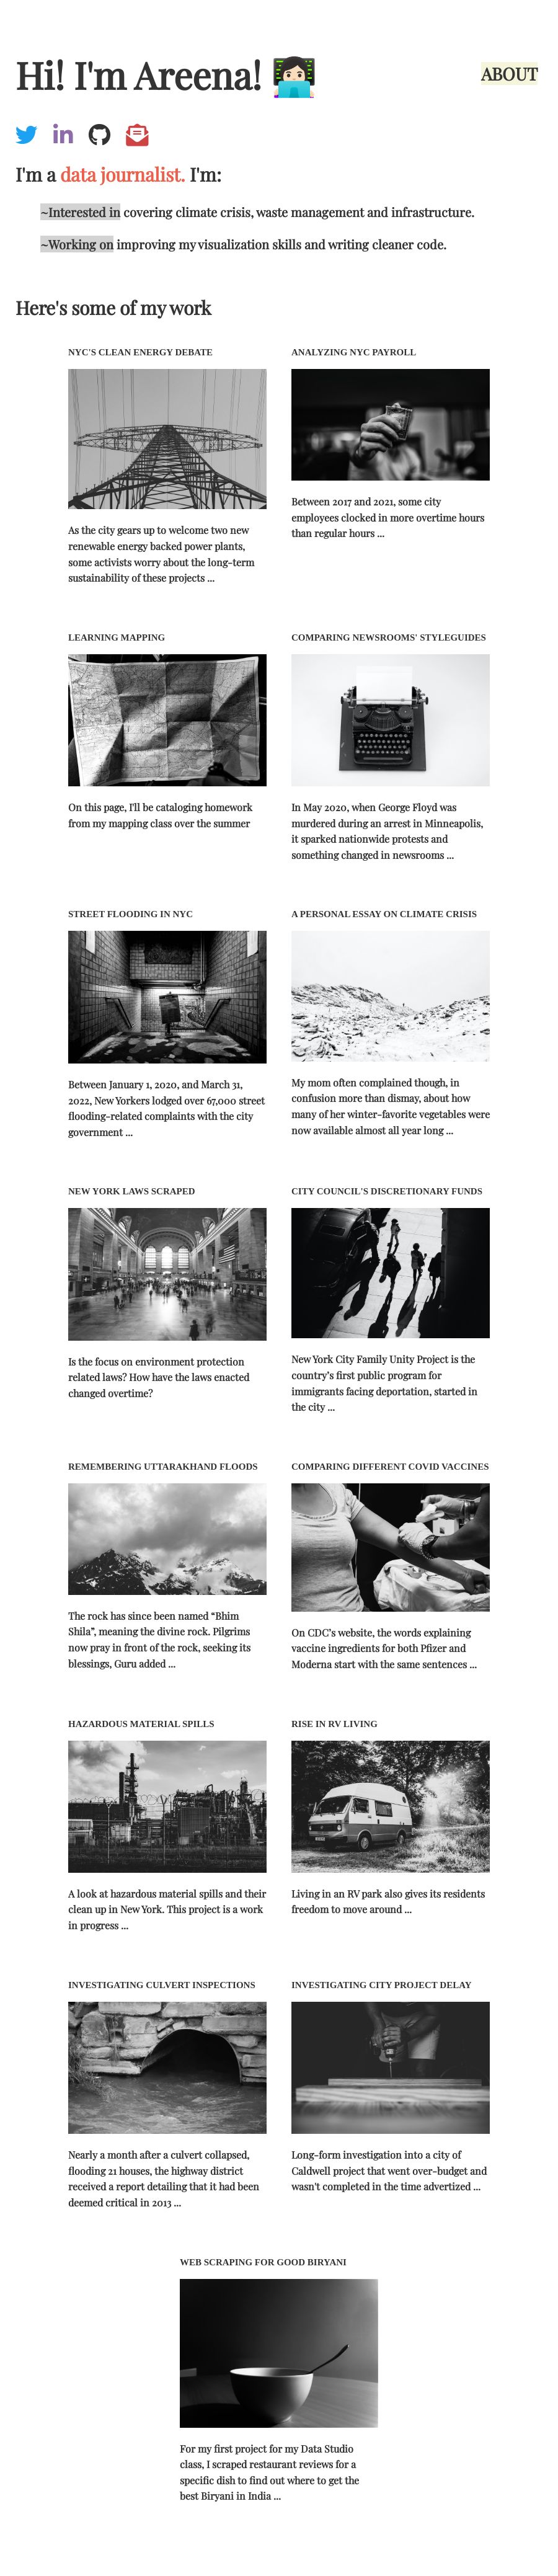 Hi! I'm Areena! 👩🏻‍💻
ABOUT
I'm a data journalist. I'm:
~Interested in covering climate crisis, waste management and infrastructure.
~Working on improving my visualization skills and writing cleaner code.
Here's some of my work
NYC'S CLEAN ENERGY DEBATE
As the city gears up to welcome two new
renewable energy backed power plants,
some activists worry about the long-term
sustainability of these projects ...
ANALYZING NYC PAYROLL
Between 2017 and 2021, some city
employees clocked in more overtime hours
than regular hours ...
LEARNING MAPPING
On this page, I'll be cataloging homework
from my mapping class over the summer
COMPARING NEWSROOMS' STYLEGUIDES
In May 2020, when George Floyd was
murdered during an arrest in Minneapolis,
it sparked nationwide protests and
something changed in newsrooms ...
STREET FLOODING IN NYC
Between January 1, 2020, and March 31,
2022, New Yorkers lodged over 67,000 street
flooding-related complaints with the city
government ...
A PERSONAL ESSAY ON CLIMATE CRISIS
My mom often complained though, in
confusion more than dismay, about how
many of her winter-favorite vegetables were
now available almost all year long ...
NEW YORK LAWS SCRAPED
Is the focus on environment protection
related laws? How have the laws enacted
changed overtime?
CITY COUNCIL'S DISCRETIONARY FUNDS
New York City Family Unity Project is the
country's first public program for
immigrants facing deportation, started in
the city ...
REMEMBERING UTTARAKHAND FLOODS
The rock has since been named “Bhim
Shila”, meaning the divine rock. Pilgrims
now pray in front of the rock, seeking its
blessings, Guru added ...
COMPARING DIFFERENT COVID VACCINES
On CDC’s website, the words explaining
vaccine ingredients for both Pfizer and
Moderna start with the same sentences ...
HAZARDOUS MATERIAL SPILLS
A look at hazardous material spills and their
clean up in New York. This project is a work
in progress ...
RISE IN RV LIVING
Living in an RV park also gives its residents
freedom to move around ...
INVESTIGATING CULVERT INSPECTIONS
Nearly a month after a culvert collapsed,
flooding 21 houses, the highway district
received a report detailing that it had been
deemed critical in 2013 ...
INVESTIGATING CITY PROJECT DELAY
Long-form investigation into a city of
Caldwell project that went over-budget and
wasn't completed in the time advertized ...
WEB SCRAPING FOR GOOD BIRYANI
For my first project for my Data Studio
class, I scraped restaurant reviews for a
specific dish to find out where to get the
best Biryani in India ...